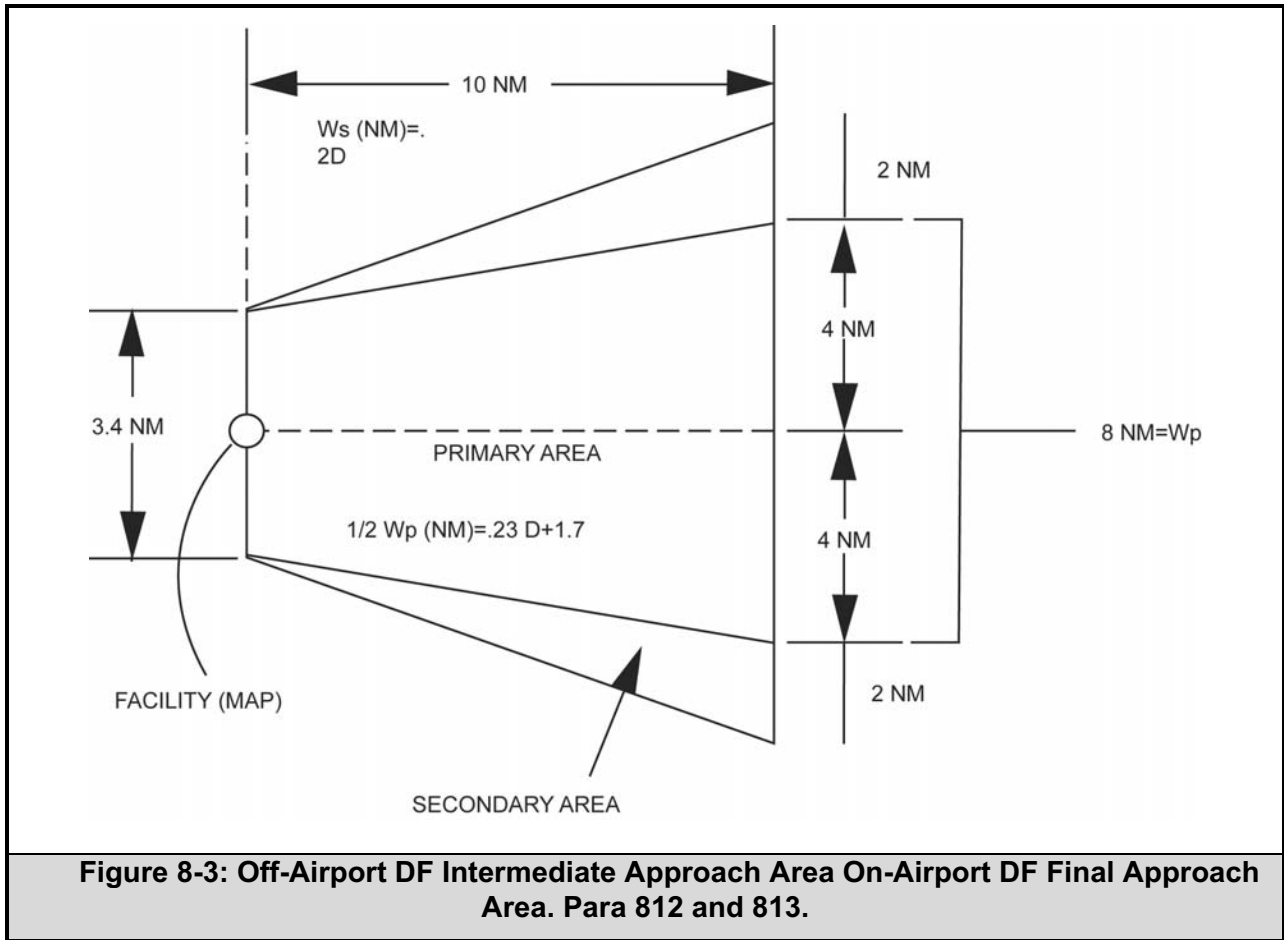 10 NM
Ws (NM)=.
2D
2 NM
4 NM
3.4 NM
PRIMARY AREA
8 NM=Wp
1/2 Wp (NM)=.23 D+1.7
4 NM
FACILITY (MAP)
2 NM
SECONDARY AREA
Figure 8-3: Off-Airport DF Intermediate Approach Area On-Airport DF Final Approach
Area. Para 812 and 813.